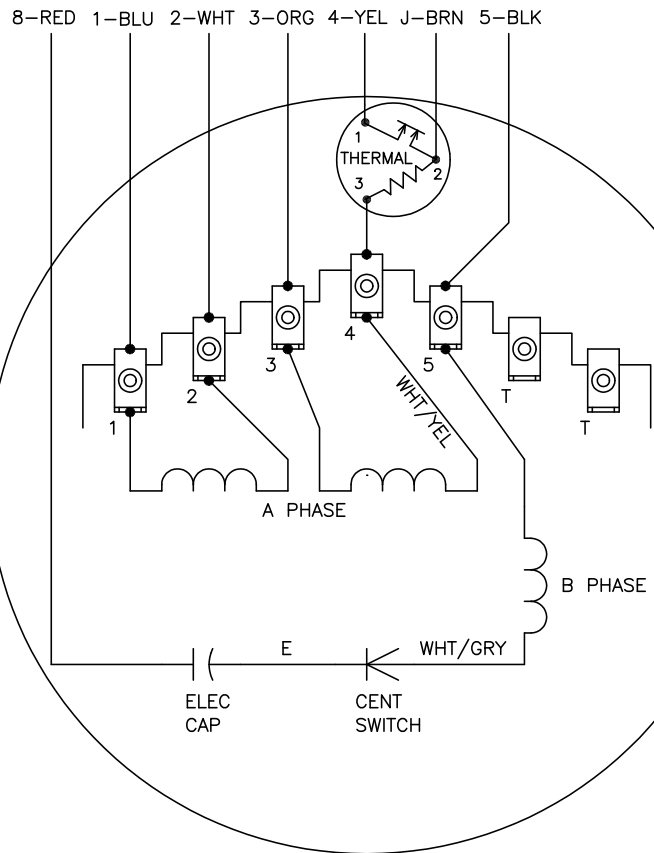 8-RED 1-BLU 2-WHT 3-ORG 4-YEL J-BRN 5-BLK
1
THERMAL
2
3
4
WHT/YEL
5
3
2
T
1
T
A PHASE
B PHASE
E
WHT/GRY
ELEC
CAP
CENT
SWITCH